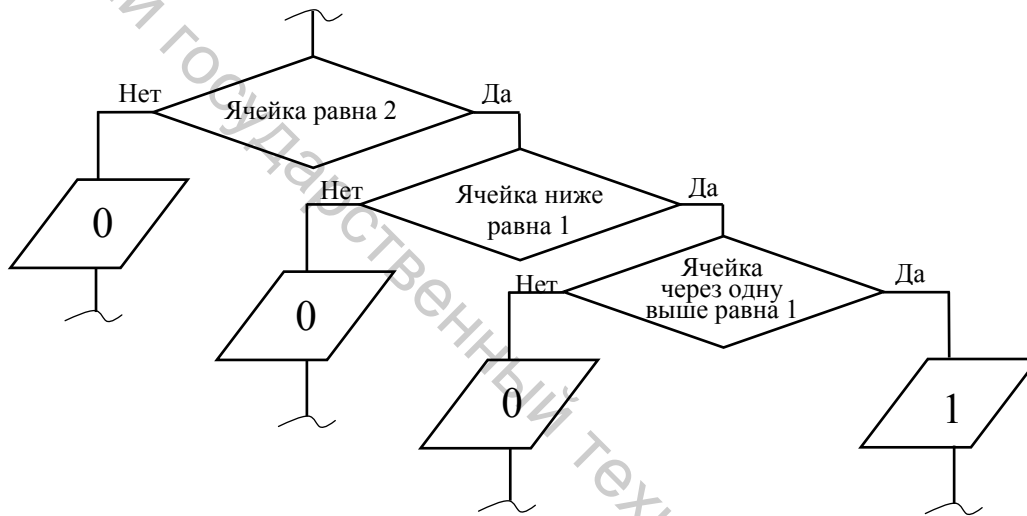 Нет
Да
Ячейка равна 2
0
Нет
Да
Ячейка ниже
равна 1
0
Нет
Да
Ячейка
через одну
выше равна 1
0
1
государственный